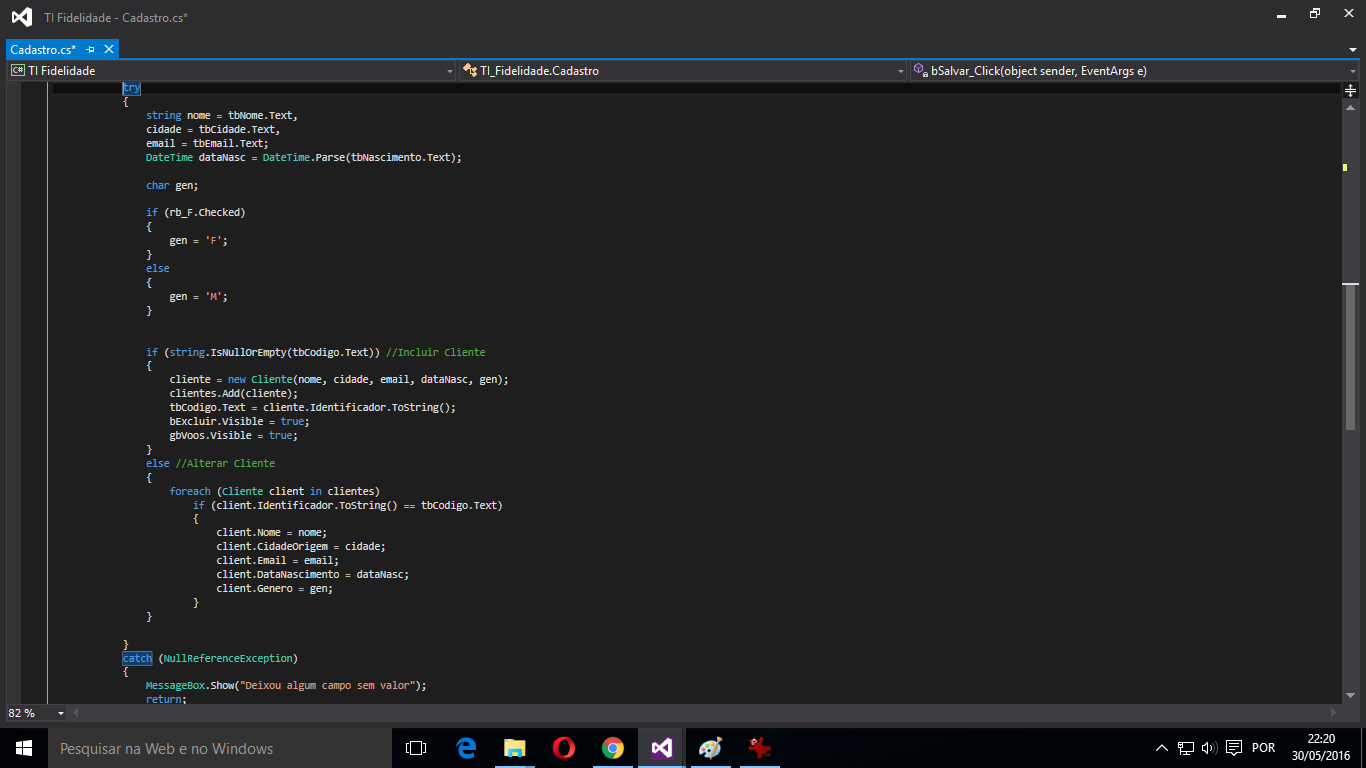 TI Fidelidade - Cadastro.cs*
Cadastro.cs*
C# TI Fidelidade
TI_Fidelidade.Cadastro
bSalvar_Click(object sender, EventArgs e)
try
{
string nome = tbNome.Text,
cidade = tbCidade.Text,
email = tbEmail.Text;
DateTime dataNasc = DateTime.Parse(tbNascimento.Text);
char gen;
if (rb_F.Checked)
{
gen = 'F';
}
else
{
gen = 'M';
}
if (string.IsNullOrEmpty(tbCodigo.Text)) //Incluir Cliente
{
cliente = new Cliente(nome, cidade, email, dataNasc, gen);
clientes.Add(cliente);
tbCodigo.Text = cliente.Identificador.ToString();
bExcluir.Visible = true;
gbVoos.Visible = true;
}
else //Alterar Cliente
{
foreach (Cliente client in clientes)
if (client.Identificador.ToString() == tbCodigo.Text)
{
client.Nome = nome;
client.CidadeOrigem = cidade;
client.Email = email;
client.DataNascimento = dataNasc;
client.Genero = gen;
}
}
}
catch (NullReferenceException)
{
MessageBox.Show("Deixou algum campo sem valor");
return;
82 %
Pesquisar na Web e no Windows
POR
22:20
30/05/2016